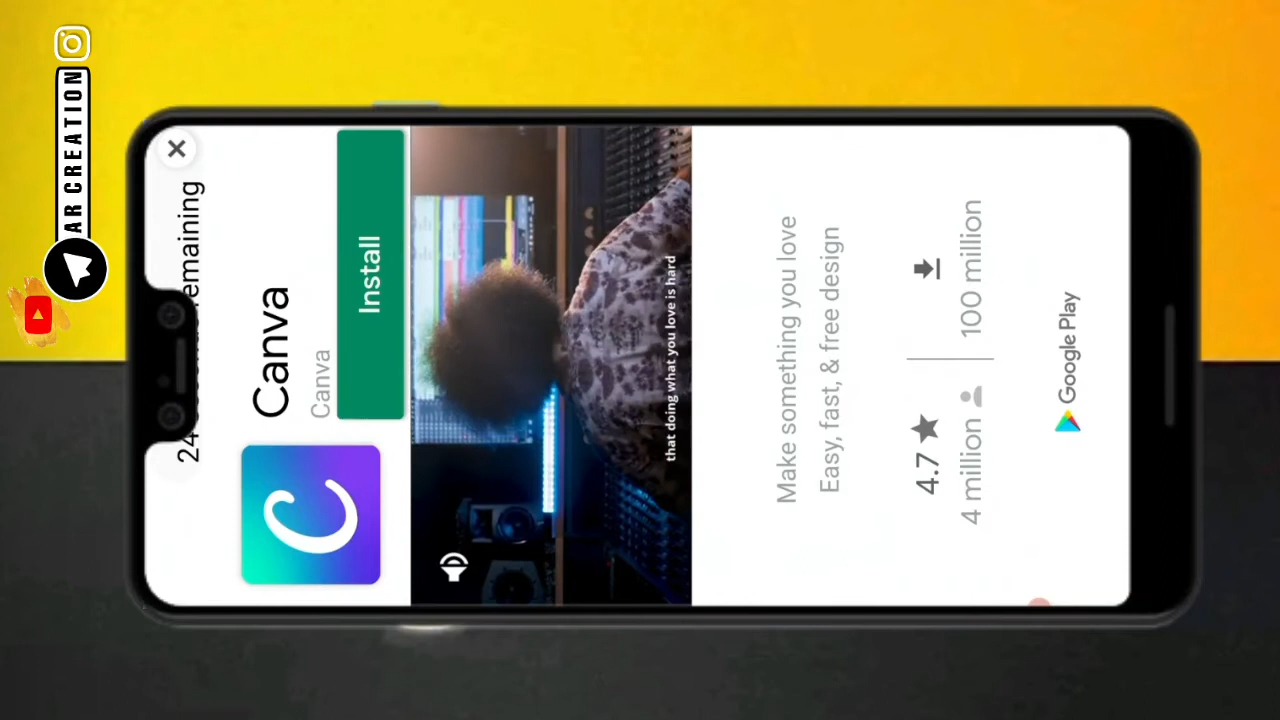 AR CREATION
24
emaining
Canva
Canva
Install
that doing what you love is hard
Make something you love
Easy, fast, & free design
4.7
4 million
100 million
Google Play